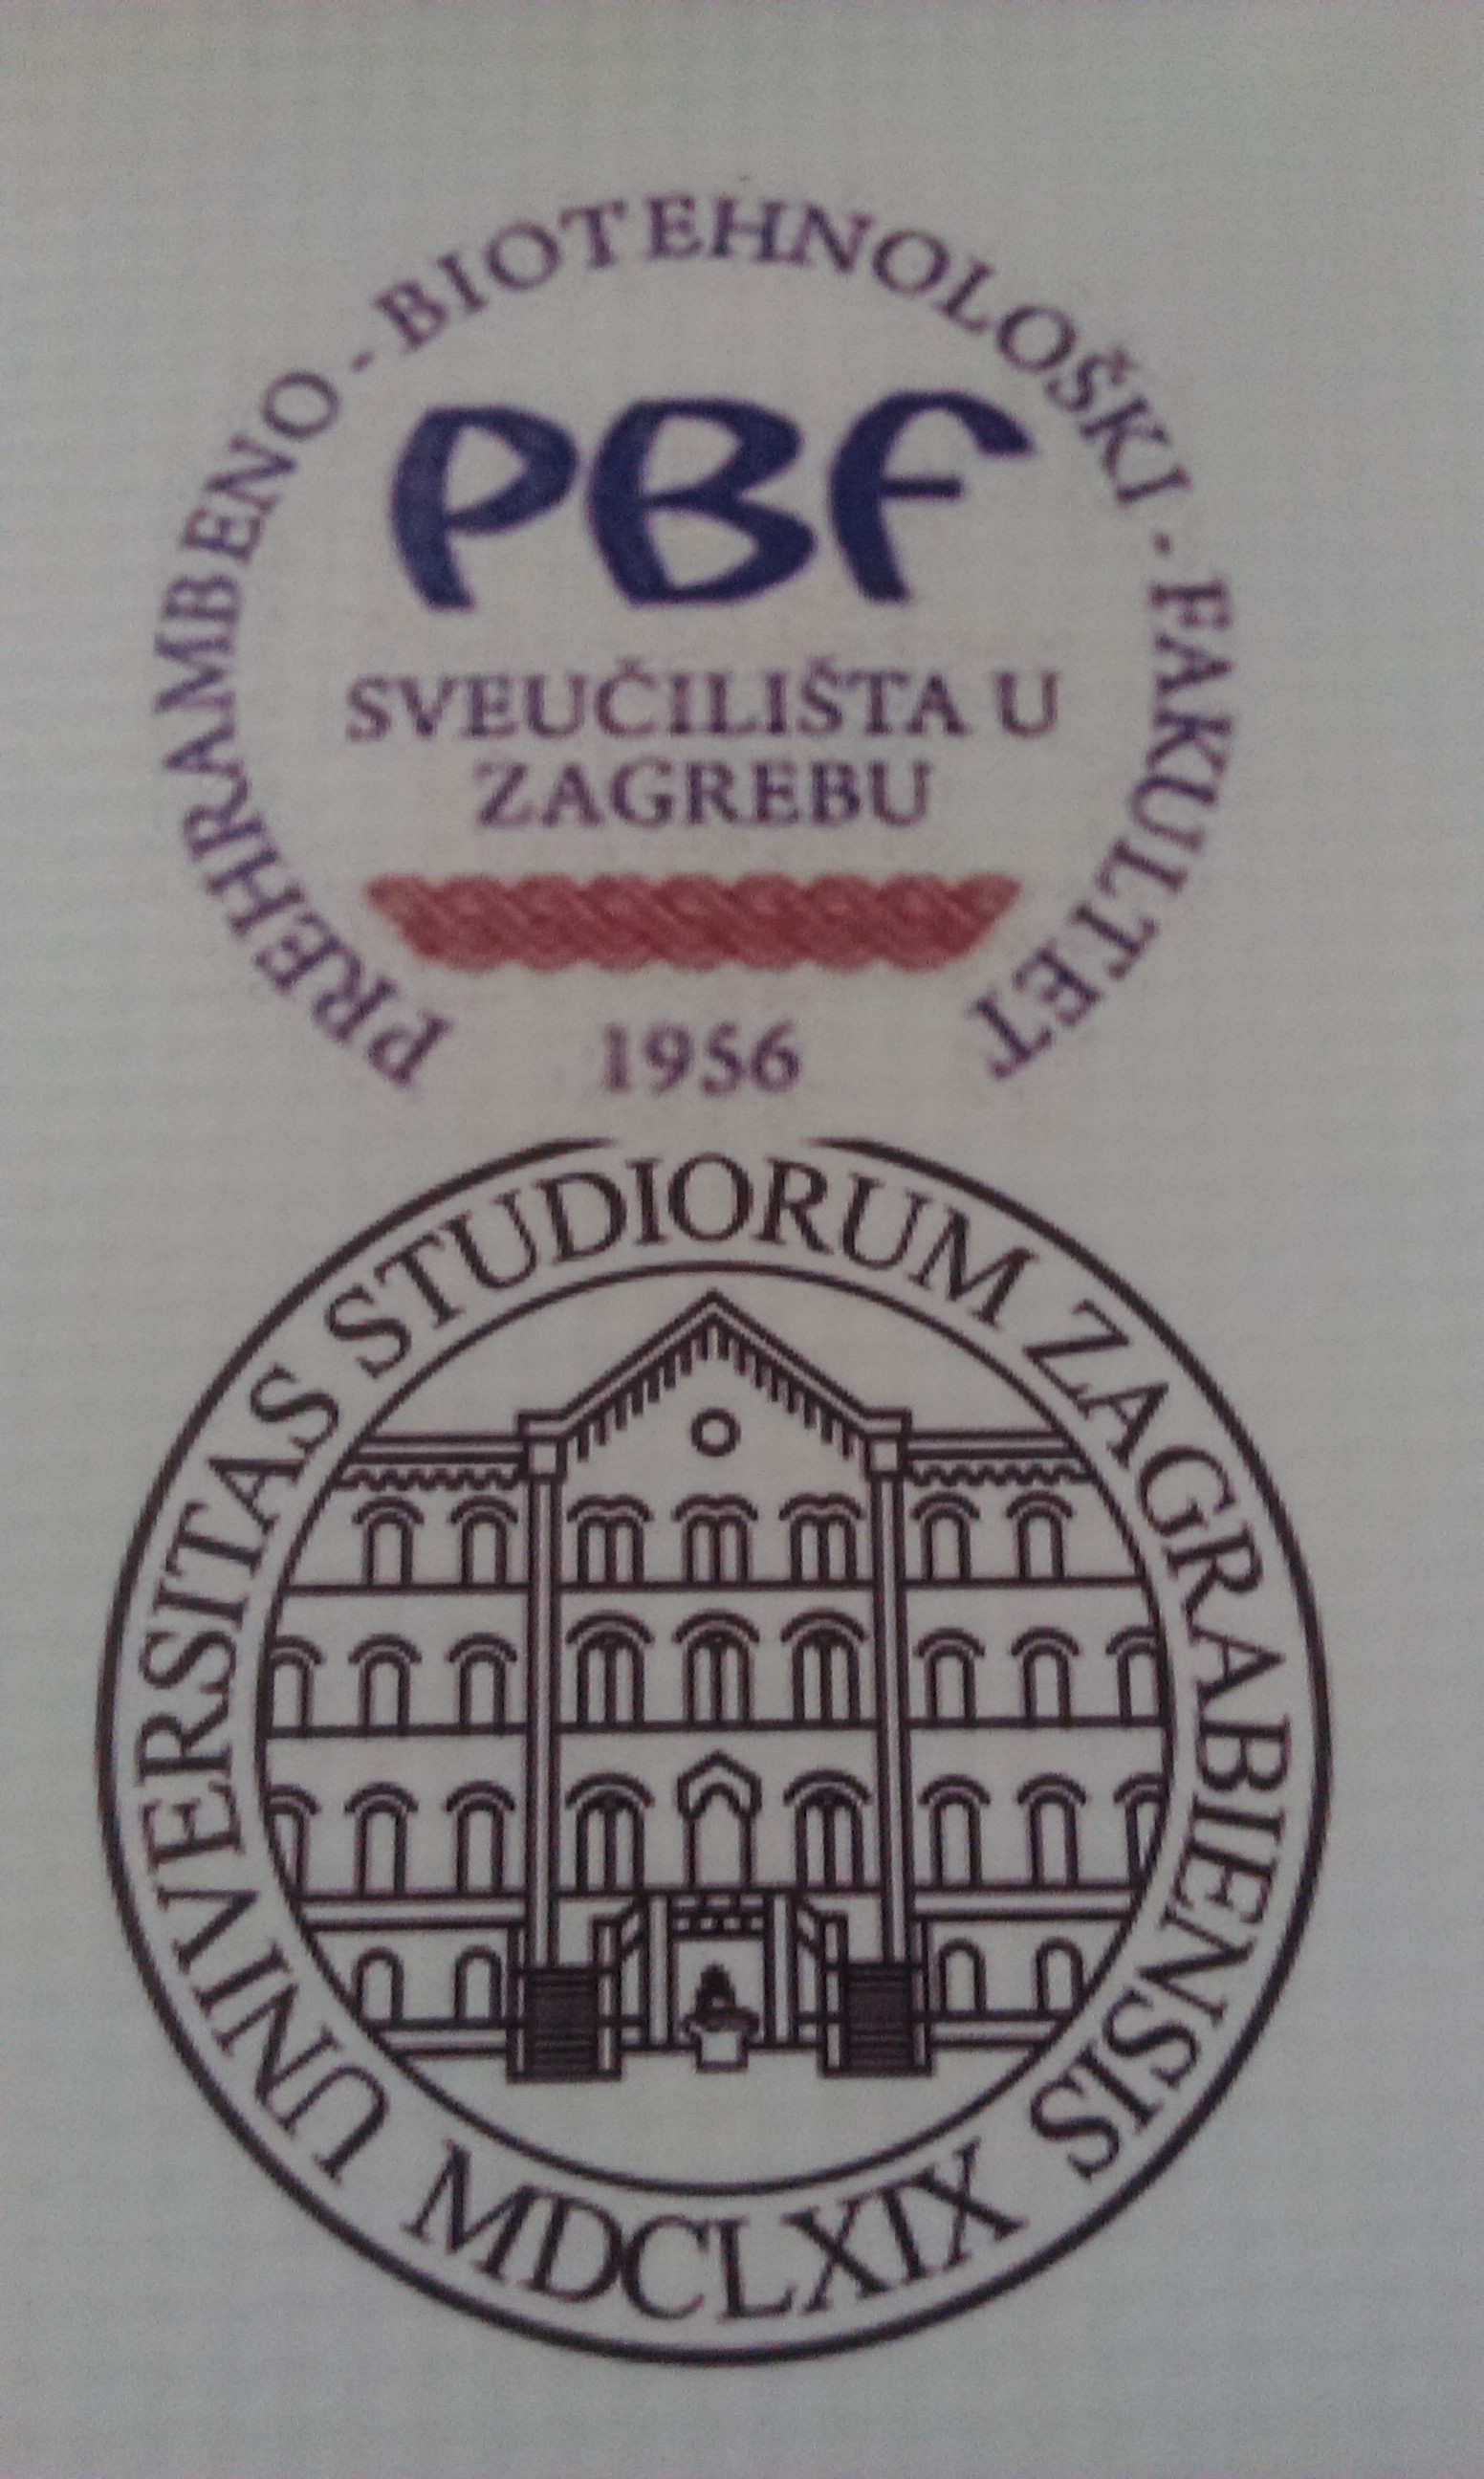 PREHRAMBENO - BIOTEHNOLOŠKI - FAKULTET
PBF
SVEUČILIŠTA U
ZAGREBU
1956
UNIVERSITAS STUDIORUM ZAGRABIENSIS
MDCLXIX